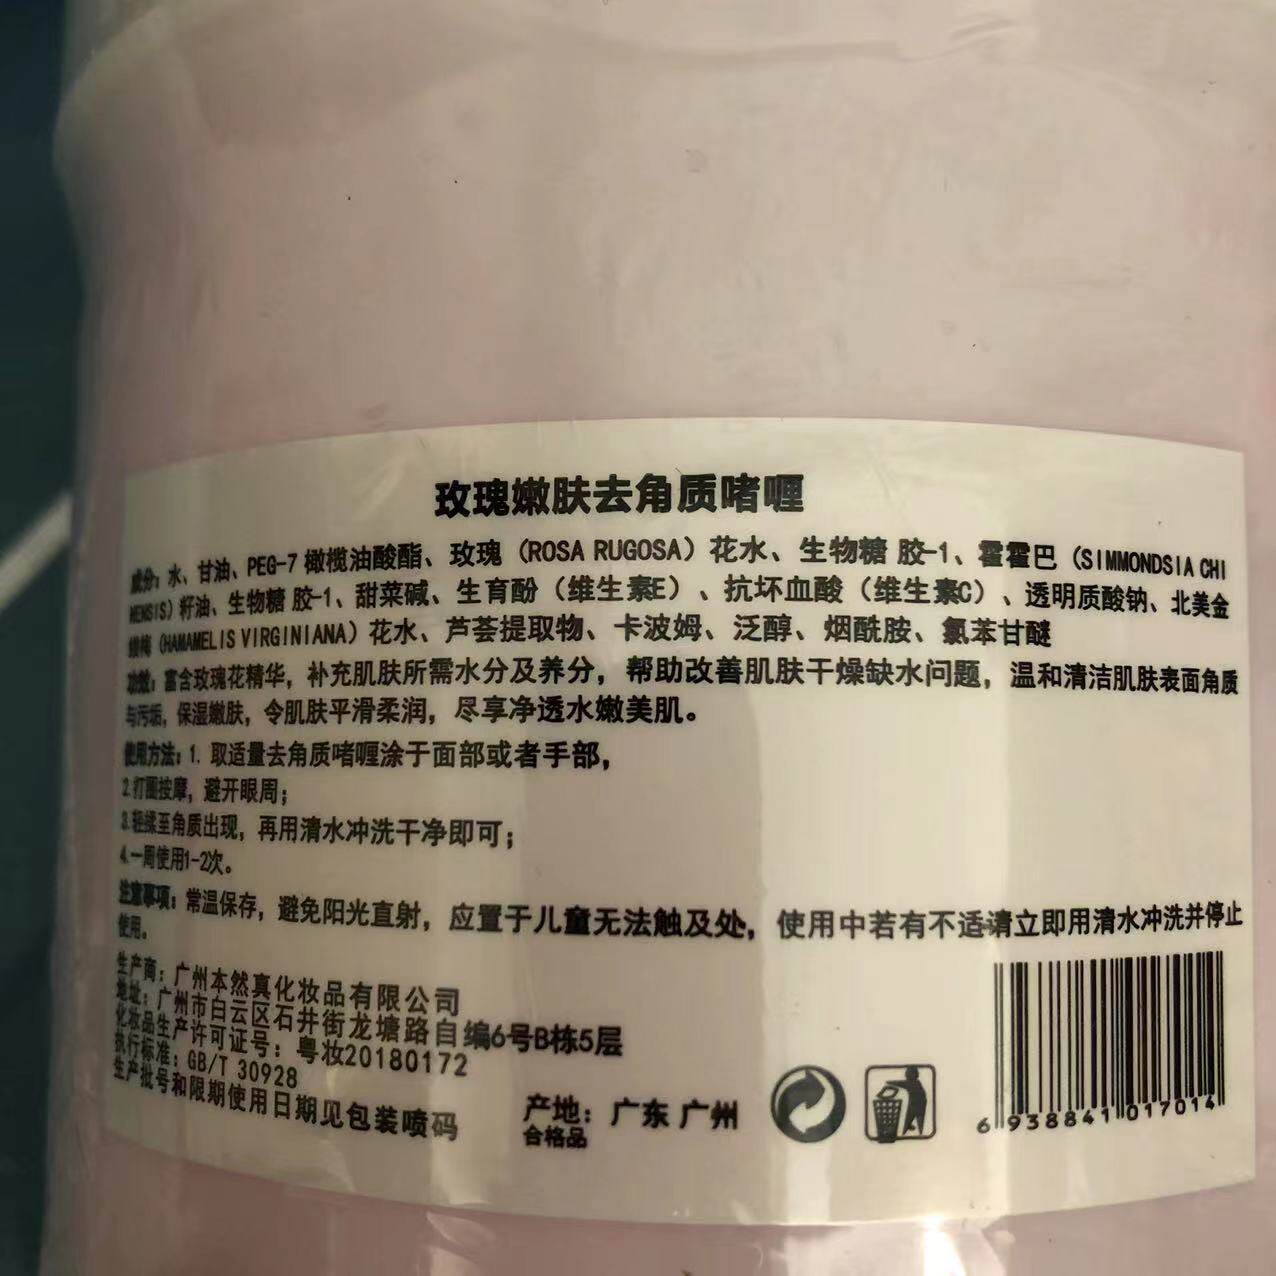 玫瑰嫩肤去角质啫喱
成份：水、甘油、PEG-7 橄榄油酸酯、玫瑰（ROSA RUGOSA）花水、生物糖 胶-1、霍霍巴（SIMMONDSIA CHI
NENSIS）籽油、生物糖 胶-1、甜菜碱、生育酚（维生素E）、抗坏血酸（维生素C）、透明质酸钠、北美金
缕梅（HAMAMELIS VIRGINIANA）花水、芦荟提取物、卡波姆、泛醇、烟酰胺、氯苯甘醚
功效：富含玫瑰花精华，补充肌肤所需水分及养分，帮助改善肌肤干燥缺水问题，温和清洁肌肤表面角质
与污垢，保湿嫩肤，令肌肤平滑柔润，尽享净透水嫩美肌。
使用方法：1. 取适量去角质啫喱涂于面部或者手部，
2.打圈按摩，避开眼周；
3.轻揉至角质出现，再用清水冲洗干净即可；
4.一周使用1-2次。
注意事项：常温保存，避免阳光直射，应置于儿童无法触及处，使用中若有不适请立即用清水冲洗并停止
使用。
生产商：广州本然真化妆品有限公司
地址：广州市白云区石井街龙塘路自编6号B栋5层
化妆品生产许可证号：粤妆20180172
执行标准：GB/T 30928
生产批号和限期使用日期见包装喷码
产地：广东 广州
合格品
6 938841 017014